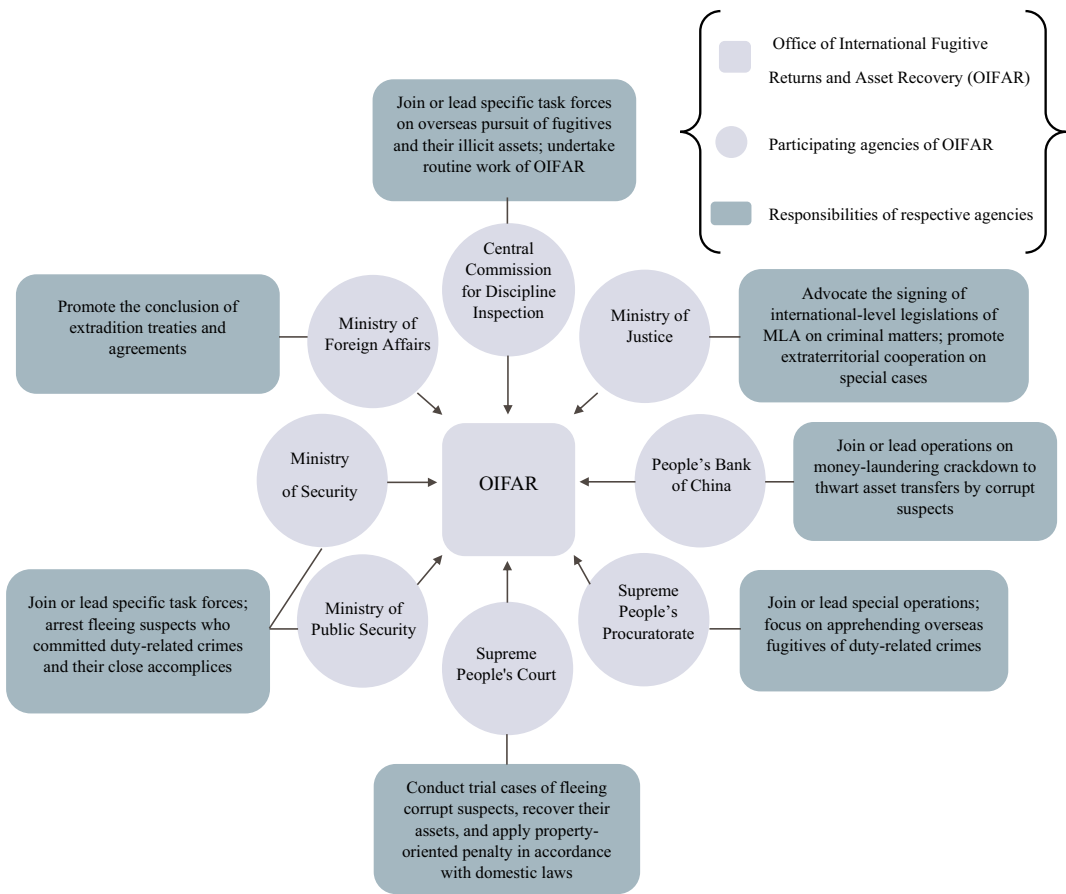 Office of International Fugitive
Returns and Asset Recovery (OIFAR)
Participating agencies of OIFAR
Responsibilities of respective agencies
Join or lead specific task forces
on overseas pursuit of fugitives
and their illicit assets; undertake
routine work of OIFAR
Central
Commission
for Discipline
Inspection
Promote the conclusion of
extradition treaties and
agreements
Ministry of
Foreign Affairs
Ministry of
Justice
Advocate the signing of
international-level legislations of
MLA on criminal matters; promote
extraterritorial cooperation on
special cases
Ministry
of Security
OIFAR
People’s Bank
of China
Join or lead operations on
money-laundering crackdown to
thwart asset transfers by corrupt
suspects
Join or lead specific task forces;
arrest fleeing suspects who
committed duty-related crimes
and their close accomplices
Ministry of
Public Security
Supreme
People's Court
Supreme
People’s
Procuratorate
Join or lead special operations;
focus on apprehending overseas
fugitives of duty-related crimes
Conduct trial cases of fleeing
corrupt suspects, recover their
assets, and apply property-
oriented penalty in accordance
with domestic laws